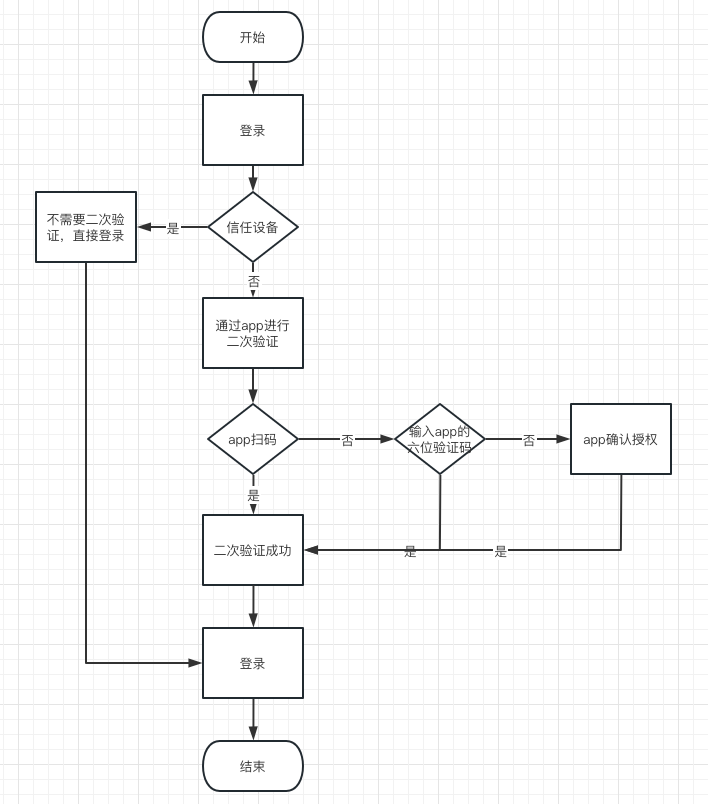 开始
登录
不需要二次验
证，直接登录
是
信任设备
否
通过app进行
二次验证
app扫码
否
输入app的
六位验证码
否
app确认授权
是
二次验证成功
是
是
登录
结束